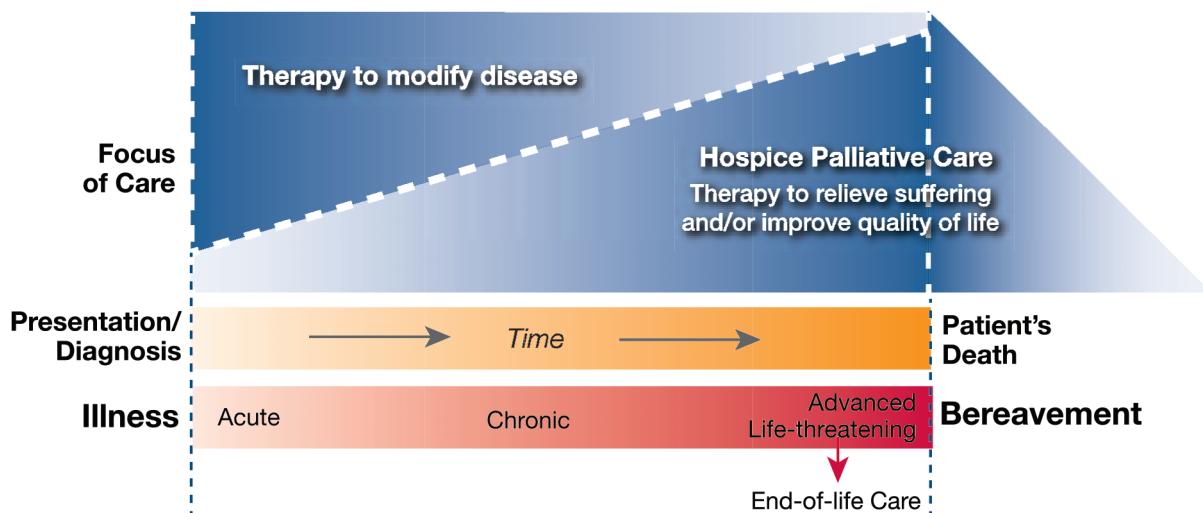 Therapy to modify disease
Focus
of Care
Hospice Palliative Care
Therapy to relieve suffering
and/or improve quality of life
Presentation/
Diagnosis
Time
Patient’s
Death
Illness
Acute
Chronic
Advanced
Life-threatening
Bereavement
End-of-life Care